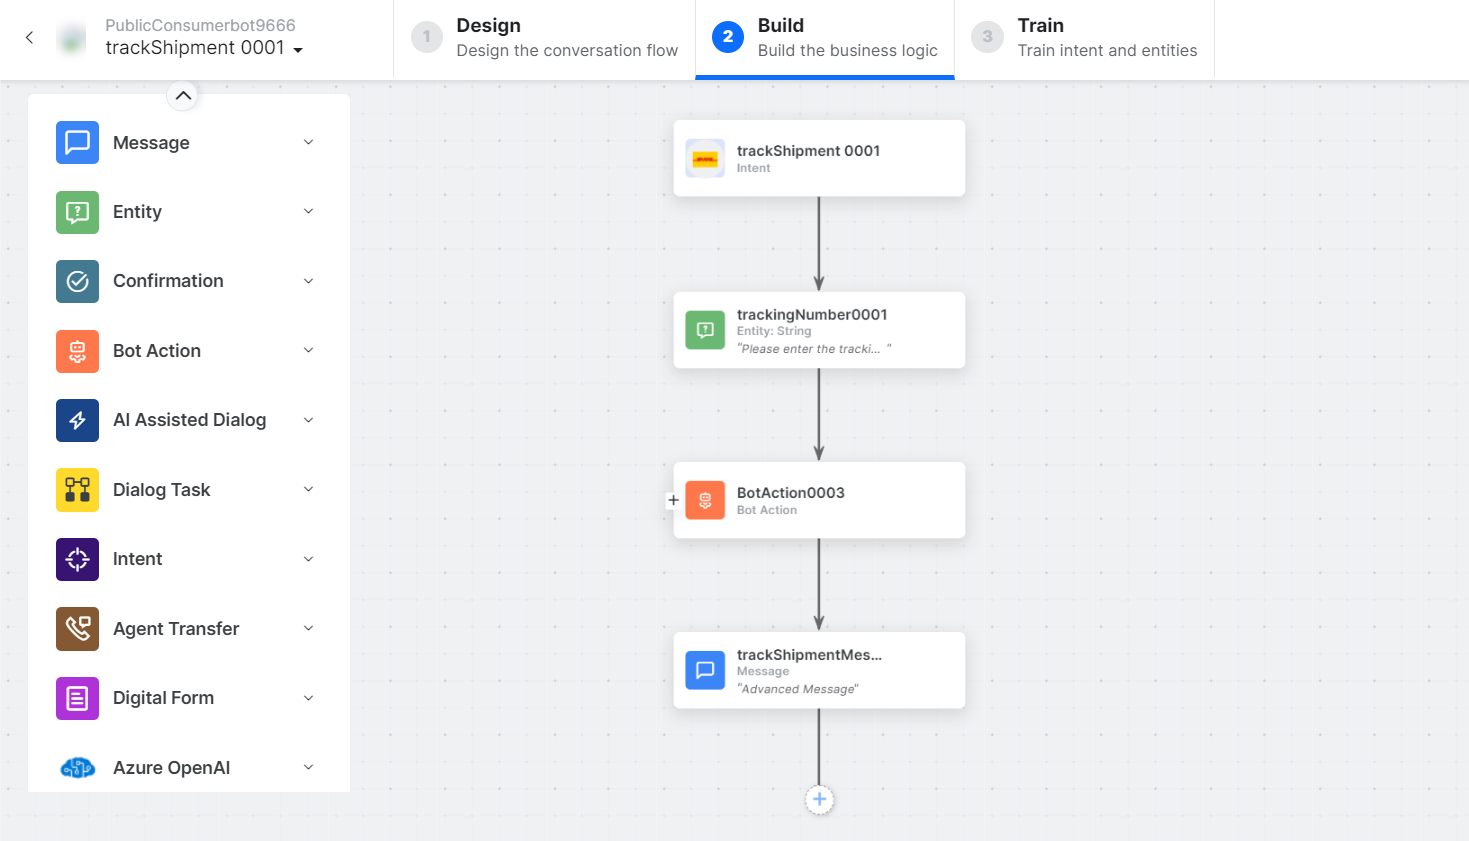 PublicConsumerbot9666
trackShipment 0001
1
Design
Design the conversation flow
2
Build
Build the business logic
3
Train
Train intent and entities
Message
Entity
Confirmation
Bot Action
AI Assisted Dialog
Dialog Task
Intent
Agent Transfer
Digital Form
Azure OpenAI
trackShipment 0001
Intent
trackingNumber0001
Entity: String
"Please enter the tracki... "
BotAction0003
Bot Action
trackShipmentMes...
Message
"Advanced Message"